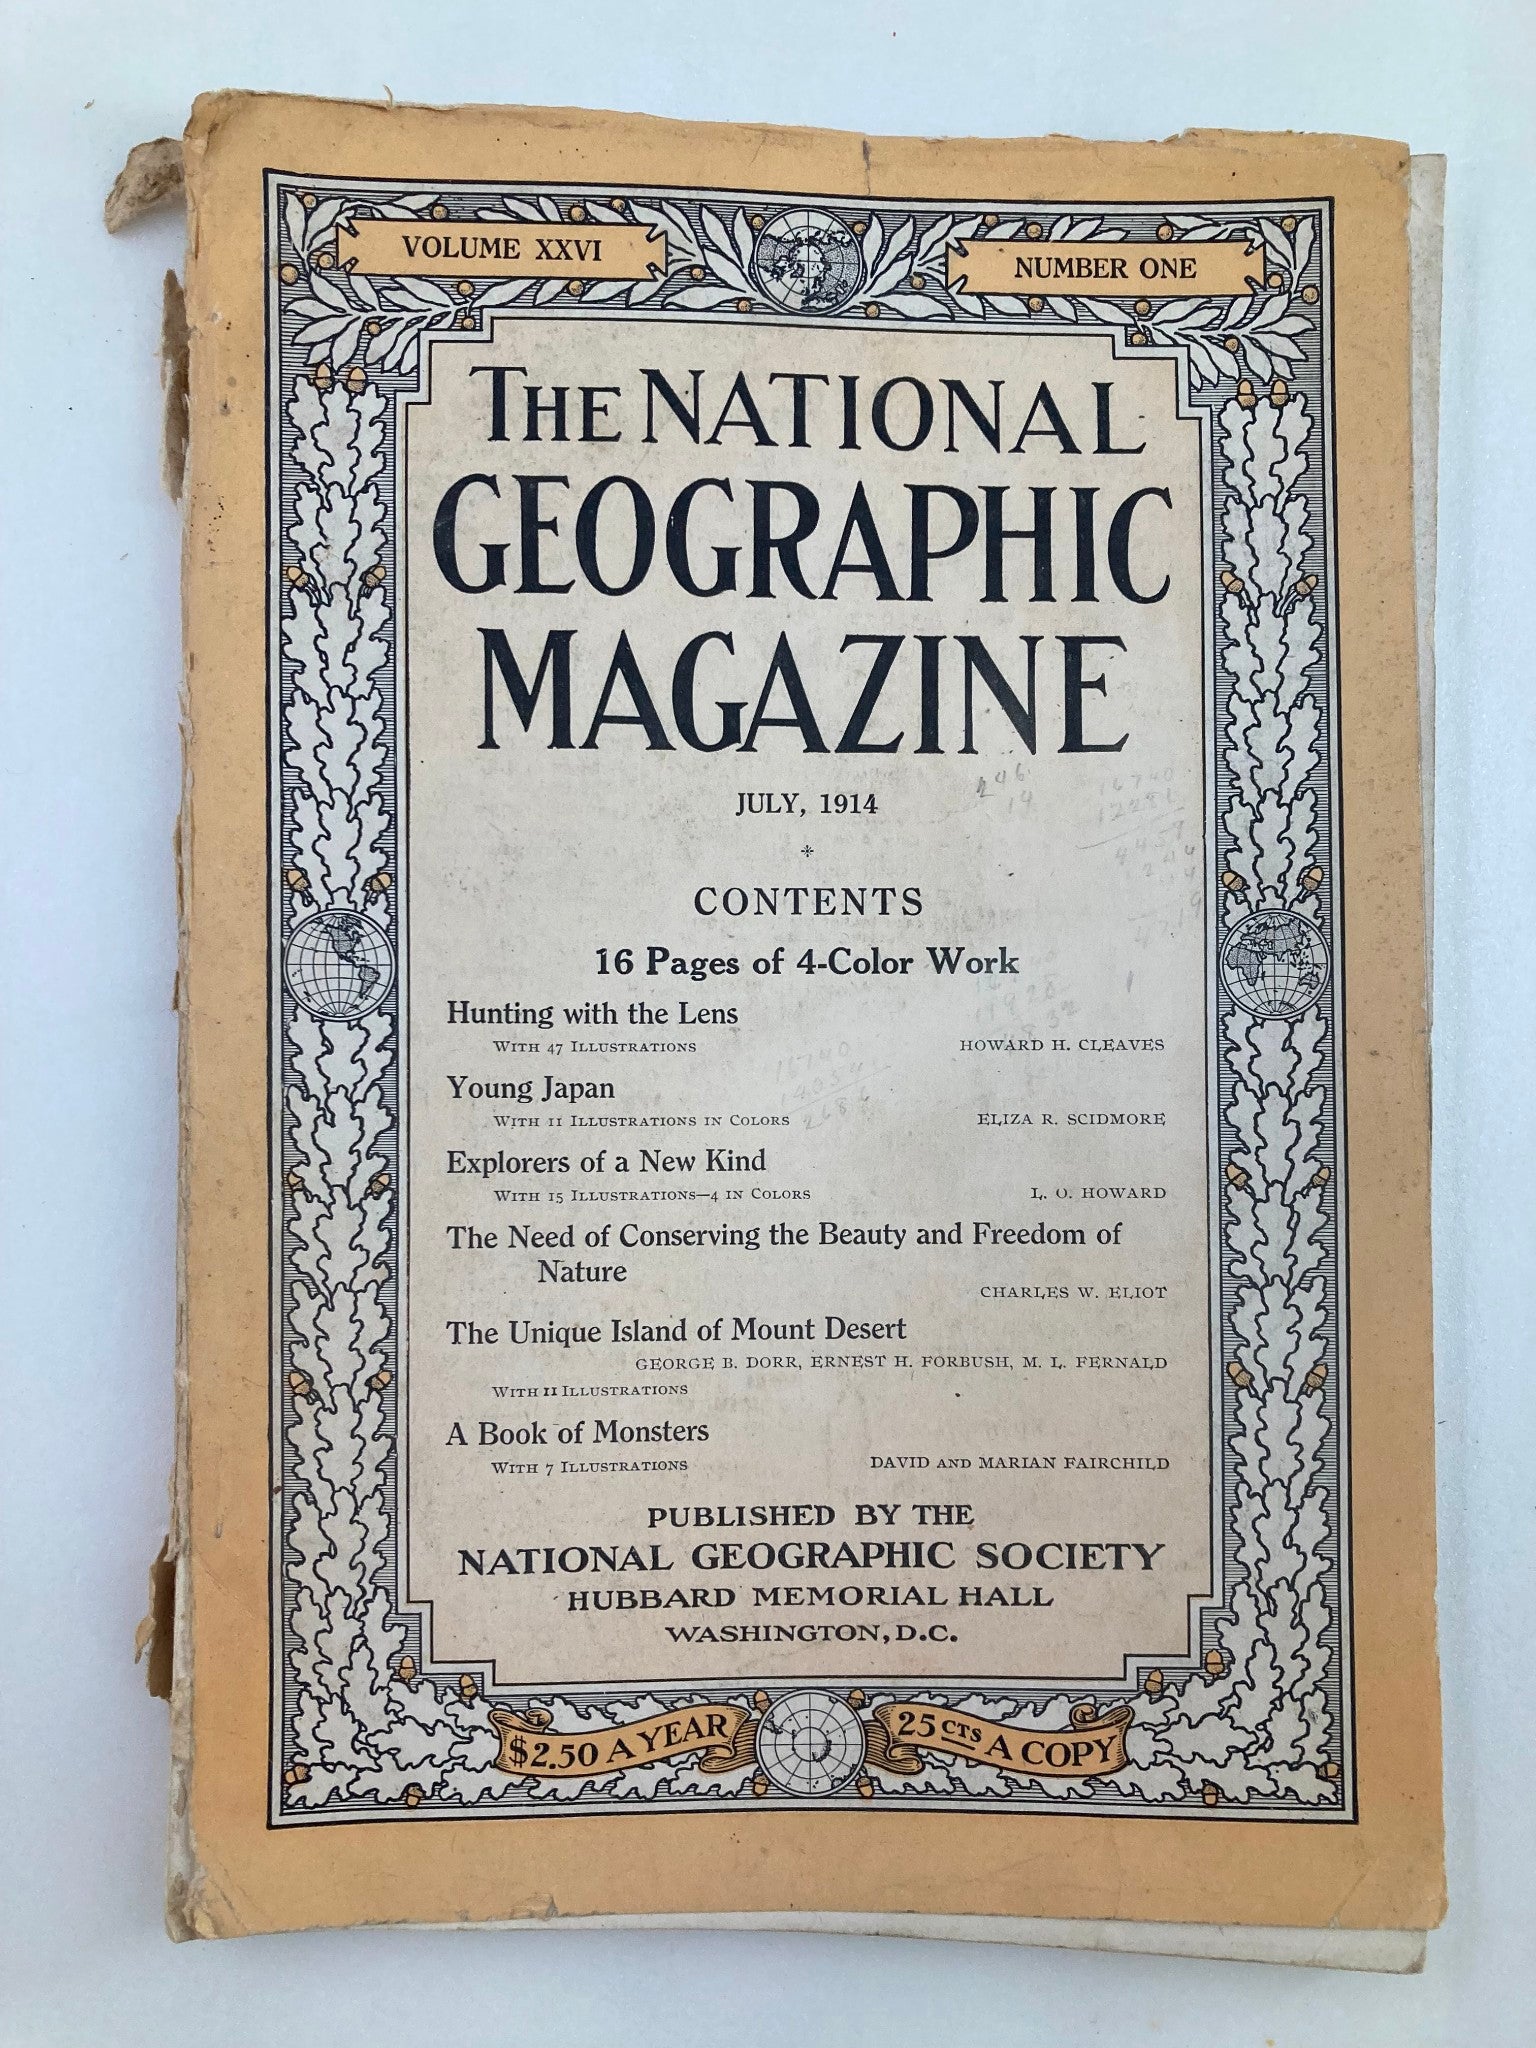 VOLUME XXVI
NUMBER ONE
THE NATIONAL
GEOGRAPHIC
MAGAZINE
JULY, 1914
CONTENTS
16 Pages of 4-Color Work
Hunting with the Lens
WITH 47 ILLUSTRATIONS HOWARD H. CLEAVES
Young Japan
WITH 11 ILLUSTRATIONS IN COLORS ELIZA R. SCIDMORE
Explorers of a New Kind
WITH 15 ILLUSTRATIONS—4 IN COLORS L. O. HOWARD
The Need of Conserving the Beauty and Freedom of
Nature
CHARLES W. ELIOT
The Unique Island of Mount Desert
GEORGE B. DORR, ERNEST H. FORBUSH, M. L. FERNALD
WITH 11 ILLUSTRATIONS
A Book of Monsters
WITH 7 ILLUSTRATIONS DAVID AND MARIAN FAIRCHILD
PUBLISHED BY THE
NATIONAL GEOGRAPHIC SOCIETY
HUBBARD MEMORIAL HALL
WASHINGTON, D.C.
$2.50 A YEAR
25 CTS A COPY